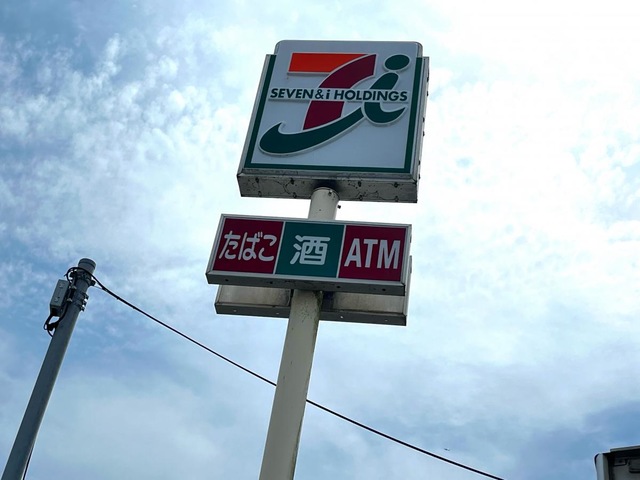 SEVEN & i HOLDINGS
たばこ 酒 ATM